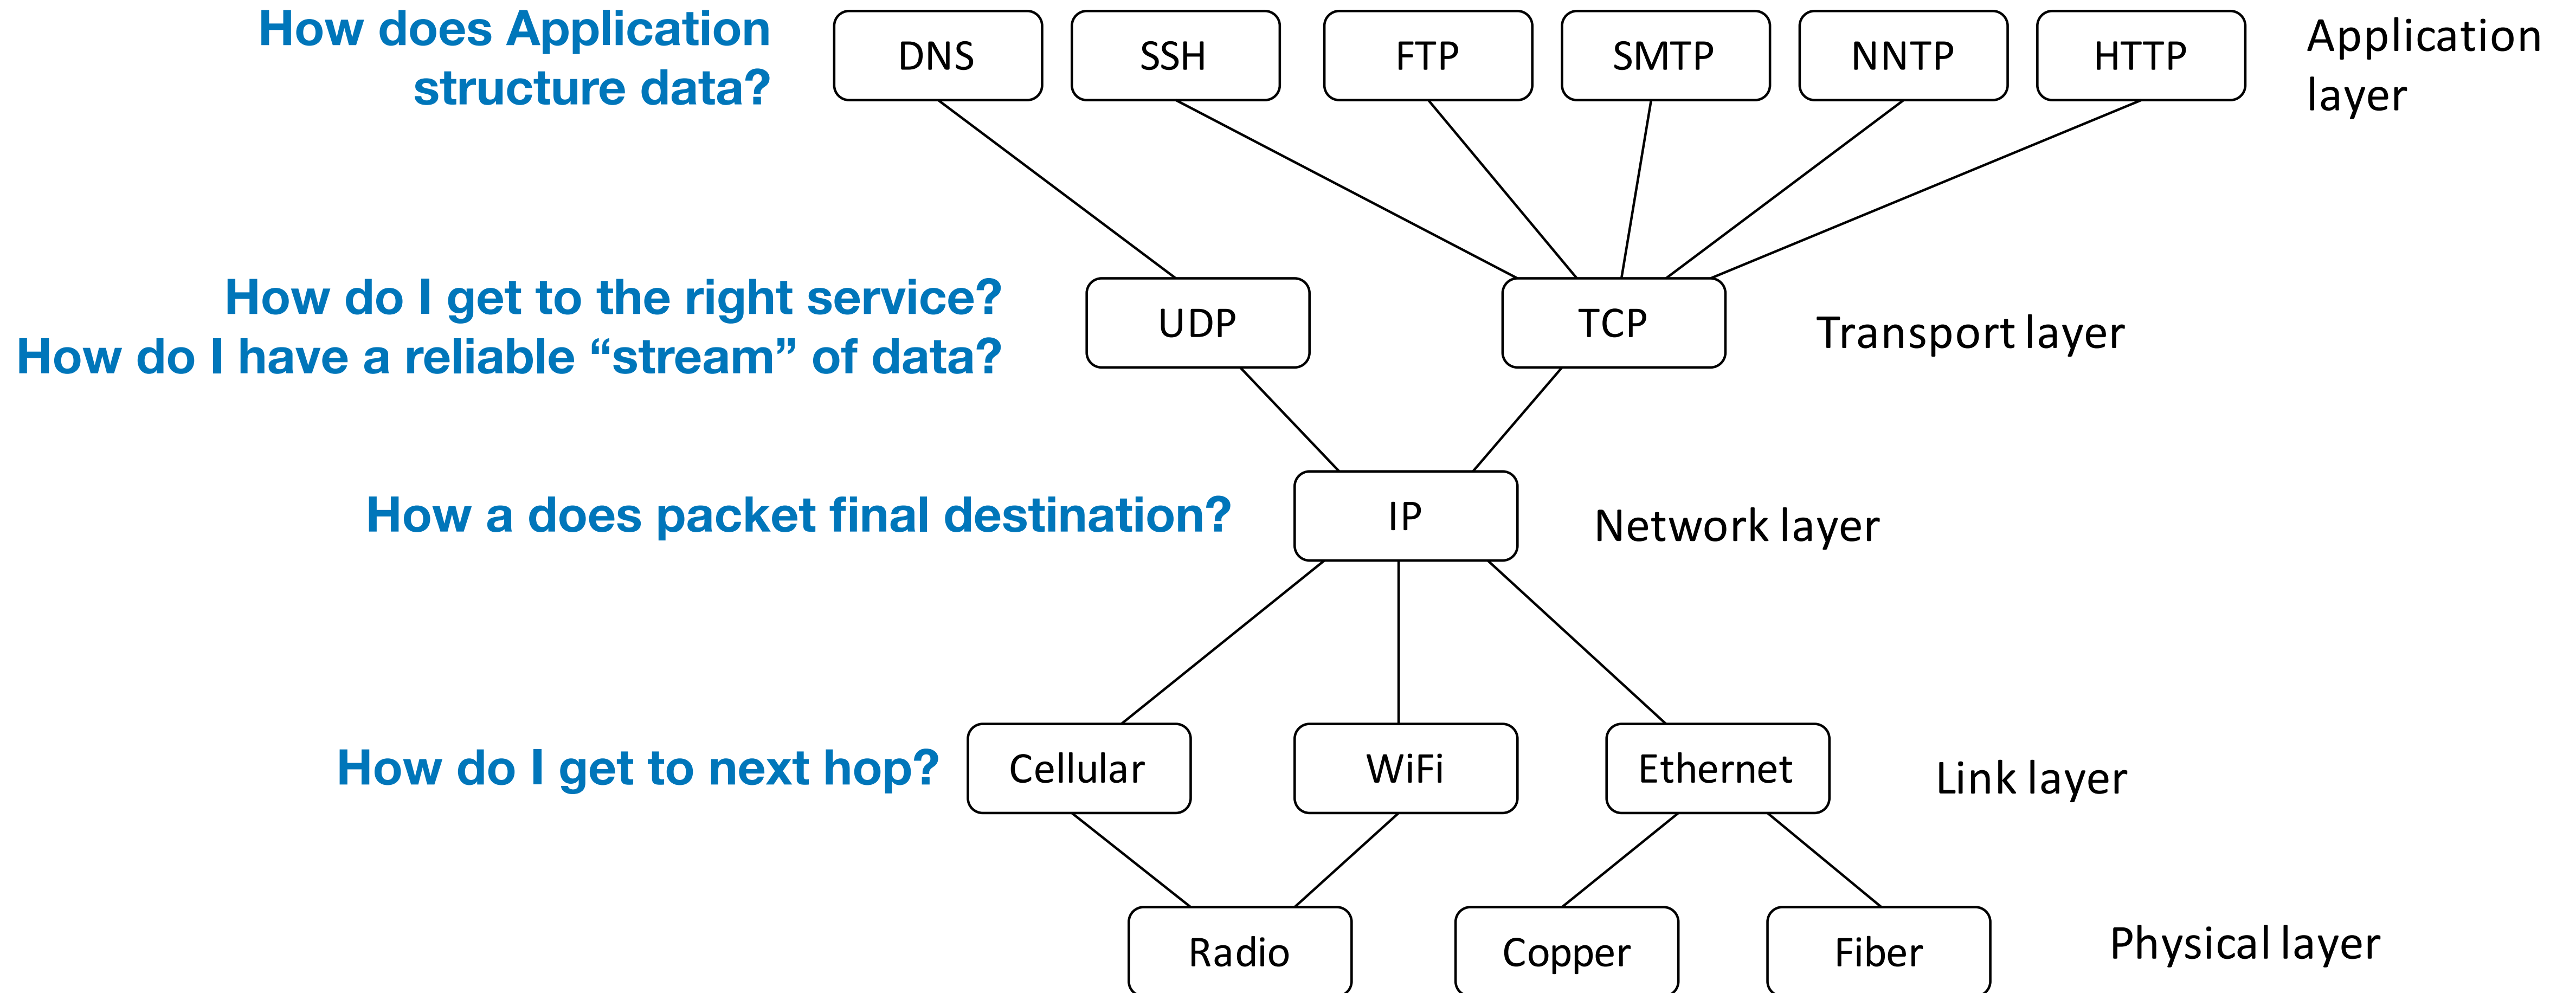 How does Application
structure data?
DNS
SSH
FTP
SMTP
NNTP
HTTP
Application
layer
How do I get to the right service?
How do I have a reliable “stream” of data?
UDP
TCP
Transport layer
How a does packet final destination?
IP
Network layer
How do I get to next hop?
Cellular
WiFi
Ethernet
Link layer
Radio
Copper
Fiber
Physical layer